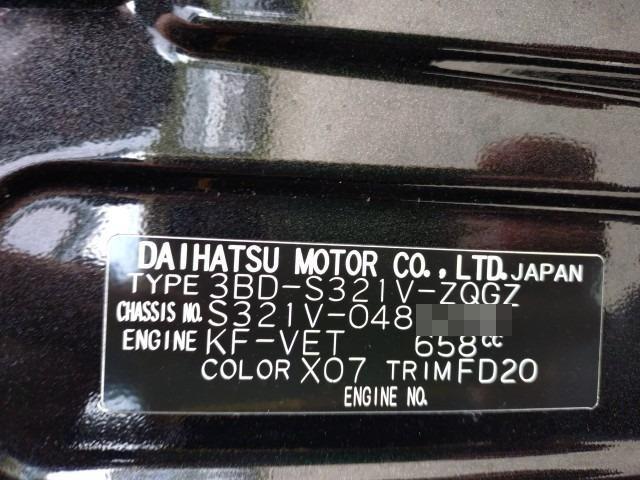 DAIHATSU MOTOR CO., LTD. JAPAN
TYPE 3BD-S321V-ZQGZ
CHASSIS NO. S321V-048
ENGINE KF-VET 658cc
COLOR X07 TRIM FD20
ENGINE NO.